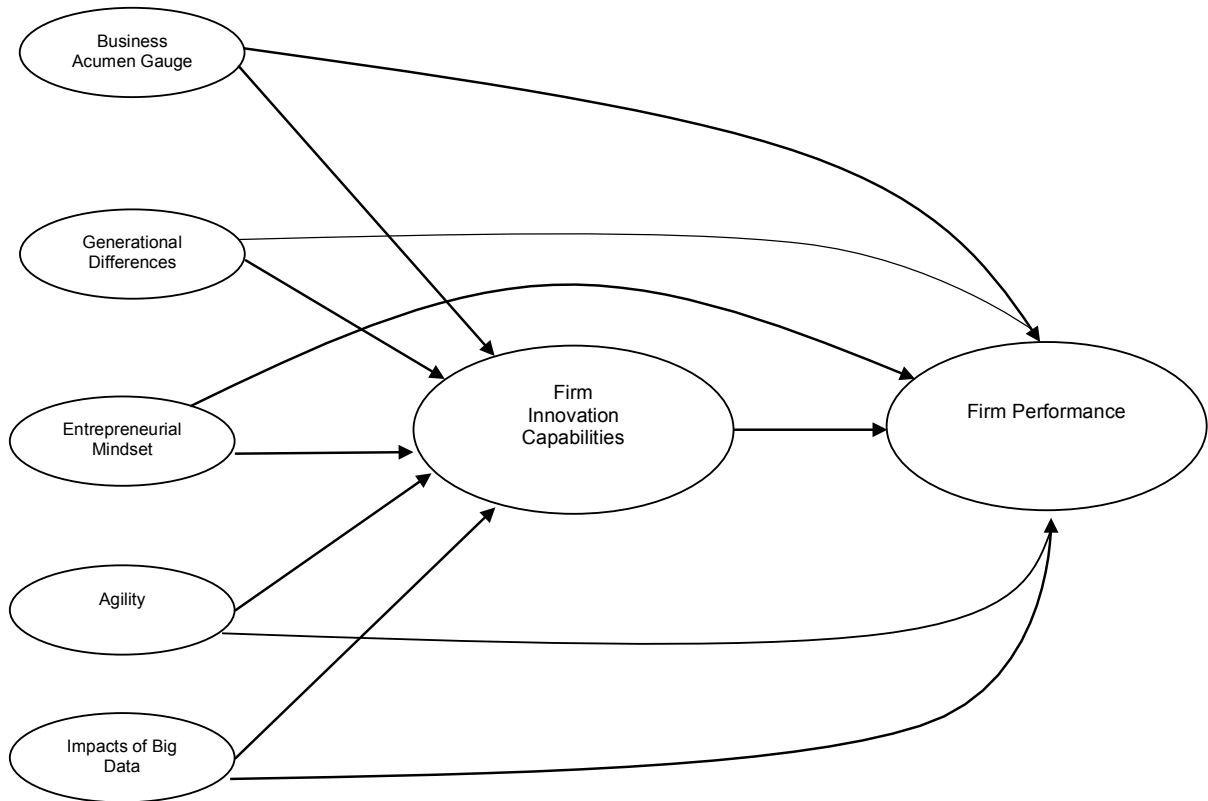 Business
Acumen Gauge
Generational
Differences
Entrepreneurial
Mindset
Agility
Impacts of Big
Data
Firm
Innovation
Capabilities
Firm Performance